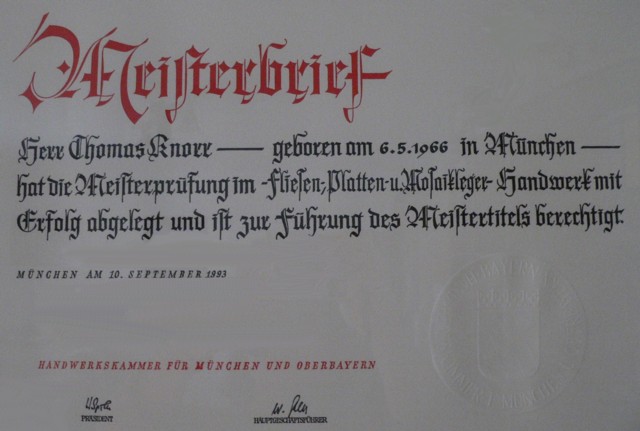 Meisterbrief
Herr Thomas Knorr — geboren am 6.5.1966 in München —
hat die Meisterprüfung im -Fliesen, Platten- u. Mosaikleger- Handwerk mit
Erfolg abgelegt und ist zur Führung des Meistertitels berechtigt.
MÜNCHEN AM 10. SEPTEMBER 1993
HANDWERKSKAMMER FÜR MÜNCHEN UND OBERBAYERN
PRÄSIDENT HAUPTGESCHÄFTSFÜHRER